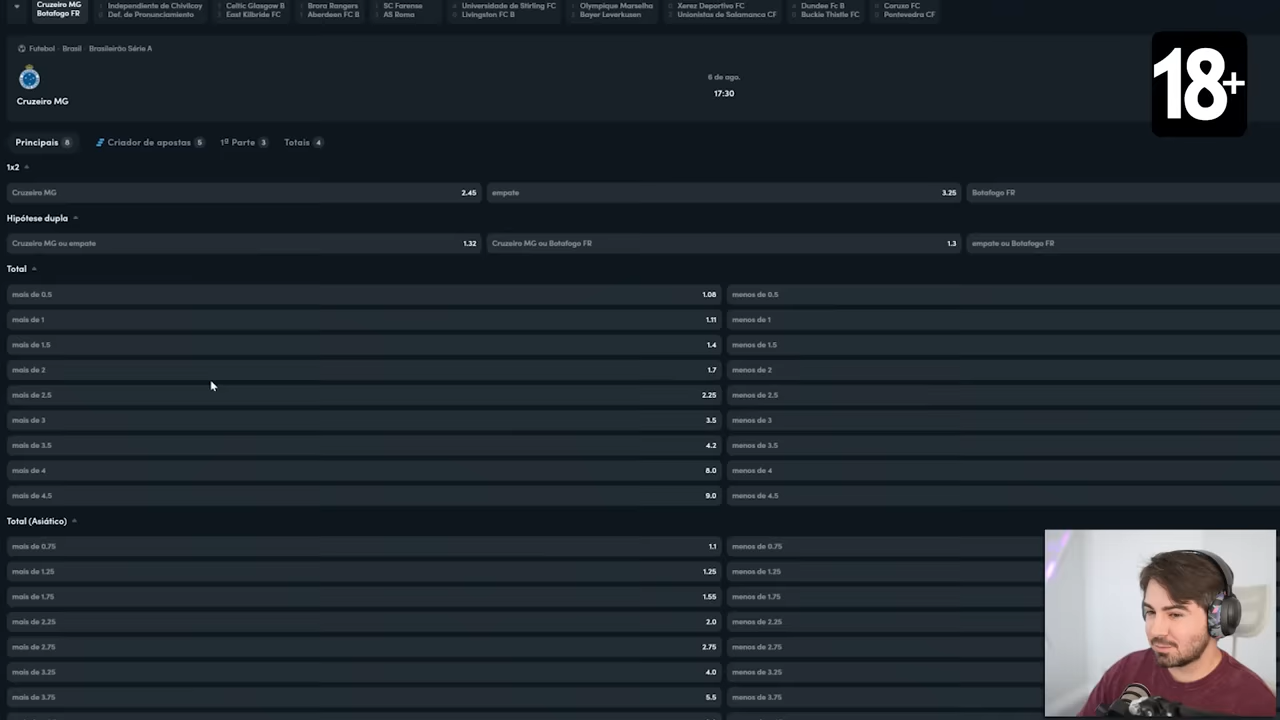 Cruzeiro MG
Botafogo FR
Independiente de Chivilcoy
Def. de Pronunciamiento
Celtic Glasgow B
East Kilbride FC
Brora Rangers
Aberdeen FC B
SC Farense
AS Roma
Universidade de Stirling FC
Livingston FC B
Olympique Marselha
Bayer Leverkusen
Xerez Deportivo FC
Unionistas de Salamanca CF
Dundee Fc B
Buckie Thistle FC
Coruxo FC
Pontevedra CF
Futebol · Brasil · Brasileirão Série A
Cruzeiro MG
6 de ago.
17:30
18+
Principais 8 Criador de apostas 5 1ª Parte 3 Totais 4
1x2
Cruzeiro MG 2.45 empate 3.25 Botafogo FR
Hipótese dupla
Cruzeiro MG ou empate 1.32 Cruzeiro MG ou Botafogo FR 1.3 empate ou Botafogo FR
Total
mais de 0.5 1.08 menos de 0.5
mais de 1 1.11 menos de 1
mais de 1.5 1.4 menos de 1.5
mais de 2 1.7 menos de 2
mais de 2.5 2.25 menos de 2.5
mais de 3 3.5 menos de 3
mais de 3.5 4.2 menos de 3.5
mais de 4 8.0 menos de 4
mais de 4.5 9.0 menos de 4.5
Total (Asiático)
mais de 0.75 1.1 menos de 0.75
mais de 1.25 1.25 menos de 1.25
mais de 1.75 1.55 menos de 1.75
mais de 2.25 2.0 menos de 2.25
mais de 2.75 2.75 menos de 2.75
mais de 3.25 4.0 menos de 3.25
mais de 3.75 5.5 menos de 3.75